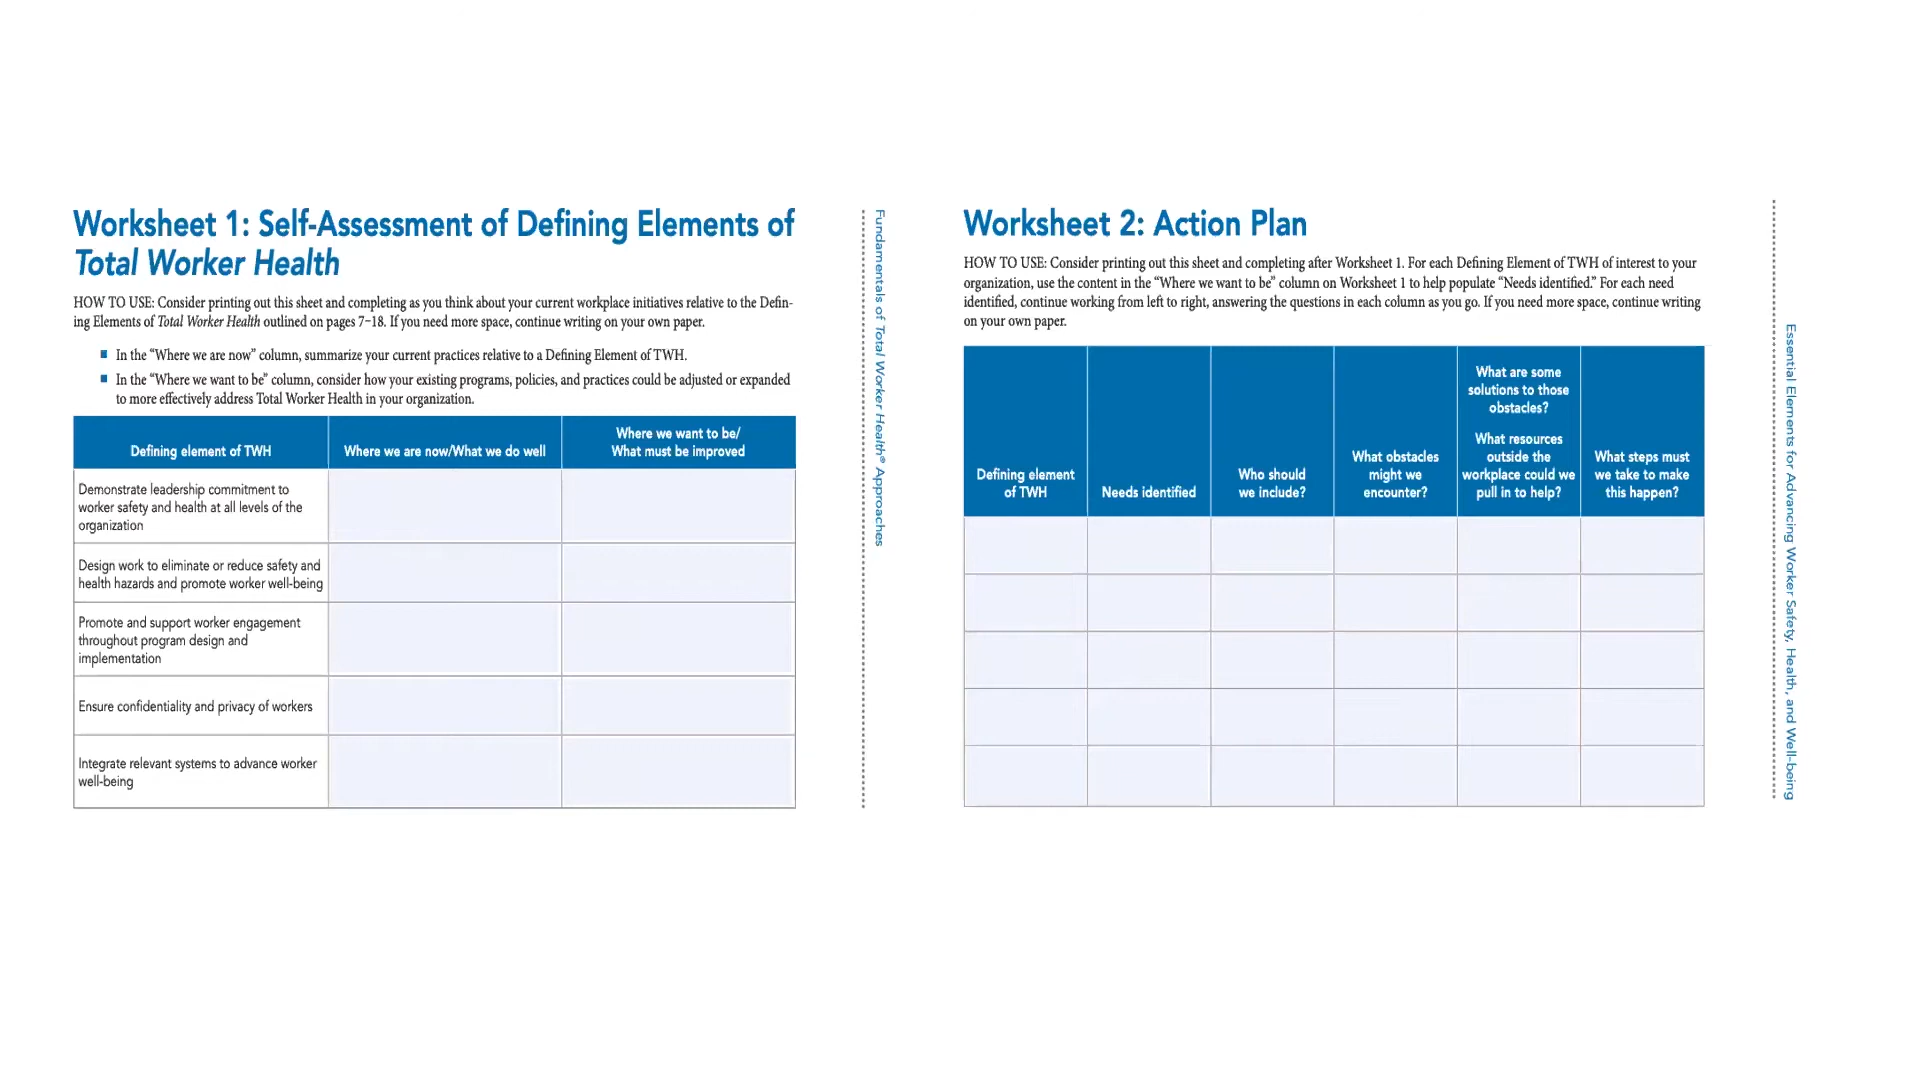 Worksheet 1: Self-Assessment of Defining Elements of
Total Worker Health
HOW TO USE: Consider printing out this sheet and completing as you think about your current workplace initiatives relative to the Defin-
ing Elements of Total Worker Health outlined on pages 7–18. If you need more space, continue writing on your own paper.
In the “Where we are now” column, summarize your current practices relative to a Defining Element of TWH.
In the “Where we want to be” column, consider how your existing programs, policies, and practices could be adjusted or expanded
to more effectively address Total Worker Health in your organization.
Defining element of TWH
Where we are now/What we do well
Where we want to be/
What must be improved
Demonstrate leadership commitment to
worker safety and health at all levels of the
organization
Design work to eliminate or reduce safety and
health hazards and promote worker well-being
Promote and support worker engagement
throughout program design and
implementation
Ensure confidentiality and privacy of workers
Integrate relevant systems to advance worker
well-being
Fundamentals of Total Worker Health® Approaches
Worksheet 2: Action Plan
HOW TO USE: Consider printing out this sheet and completing after Worksheet 1. For each Defining Element of TWH of interest to your
organization, use the content in the “Where we want to be” column on Worksheet 1 to help populate “Needs identified.” For each need
identified, continue working from left to right, answering the questions in each column as you go. If you need more space, continue writing
on your own paper.
Defining element
of TWH
Needs identified
Who should
we include?
What obstacles
might we
encounter?
What are some
solutions to those
obstacles?
What resources
outside the
workplace could we
pull in to help?
What steps must
we take to make
this happen?
Essential Elements for Advancing Worker Safety, Health, and Well-being